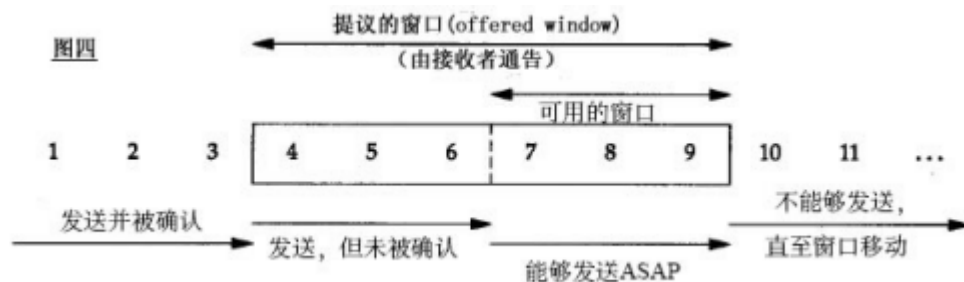 提议的窗口(offered window)
图四
(由接收者通告)
可用的窗口
1 2 3 4 5 6 7 8 9 10 11 ...
发送并被确认
发送，但未被确认
能够发送ASAP
不能够发送，
直至窗口移动